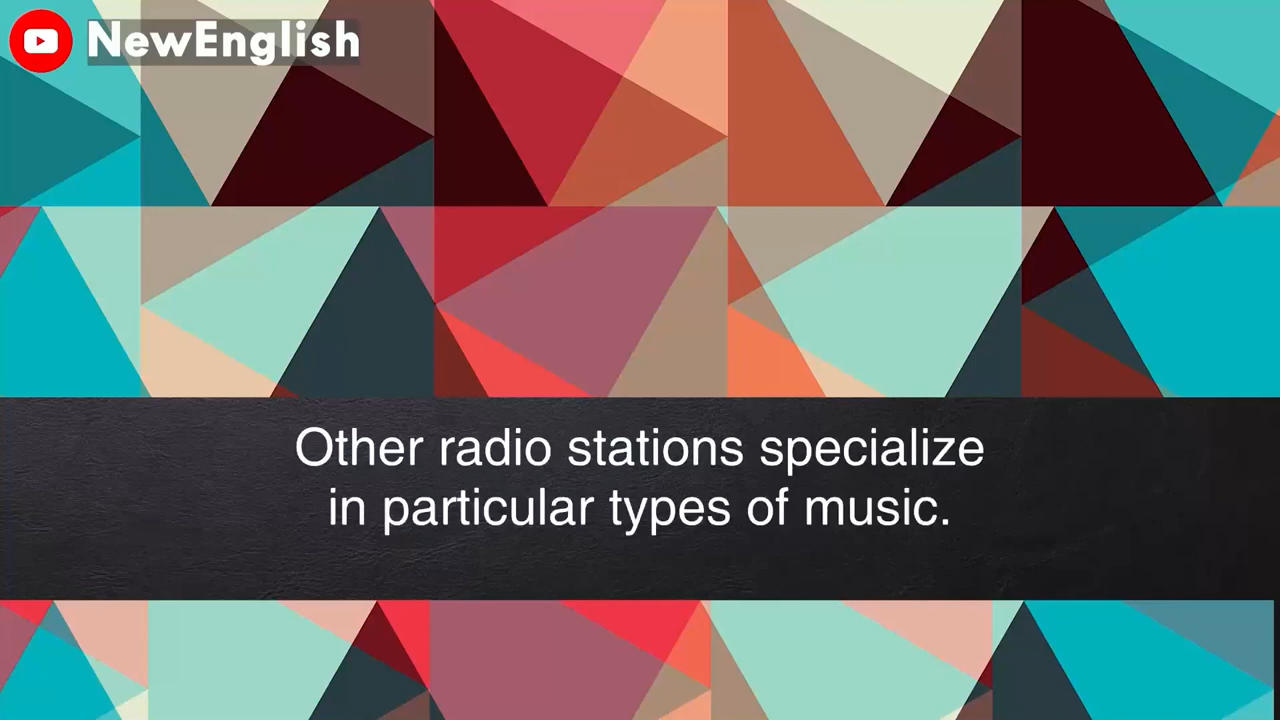 NewEnglish
Other radio stations specialize
in particular types of music.